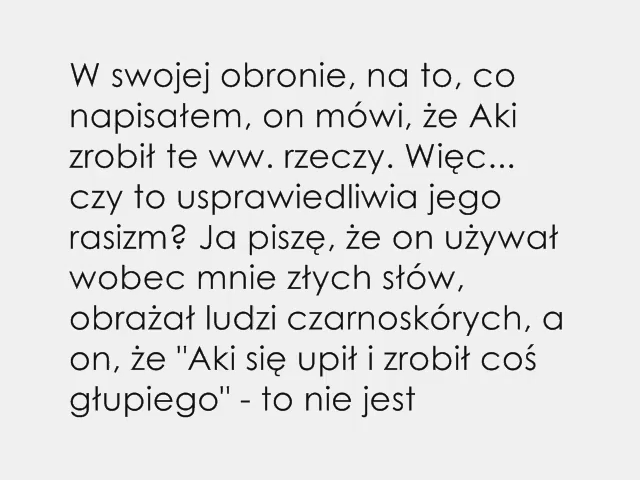 W swojej obronie, na to, co
napisałem, on mówi, że Aki
zrobił te ww. rzeczy. Więc...
czy to usprawiedliwia jego
rasizm? Ja piszę, że on używał
wobec mnie złych słów,
obrażał ludzi czarnoskórych, a
on, że "Aki się upił i zrobił coś
głupiego" - to nie jest